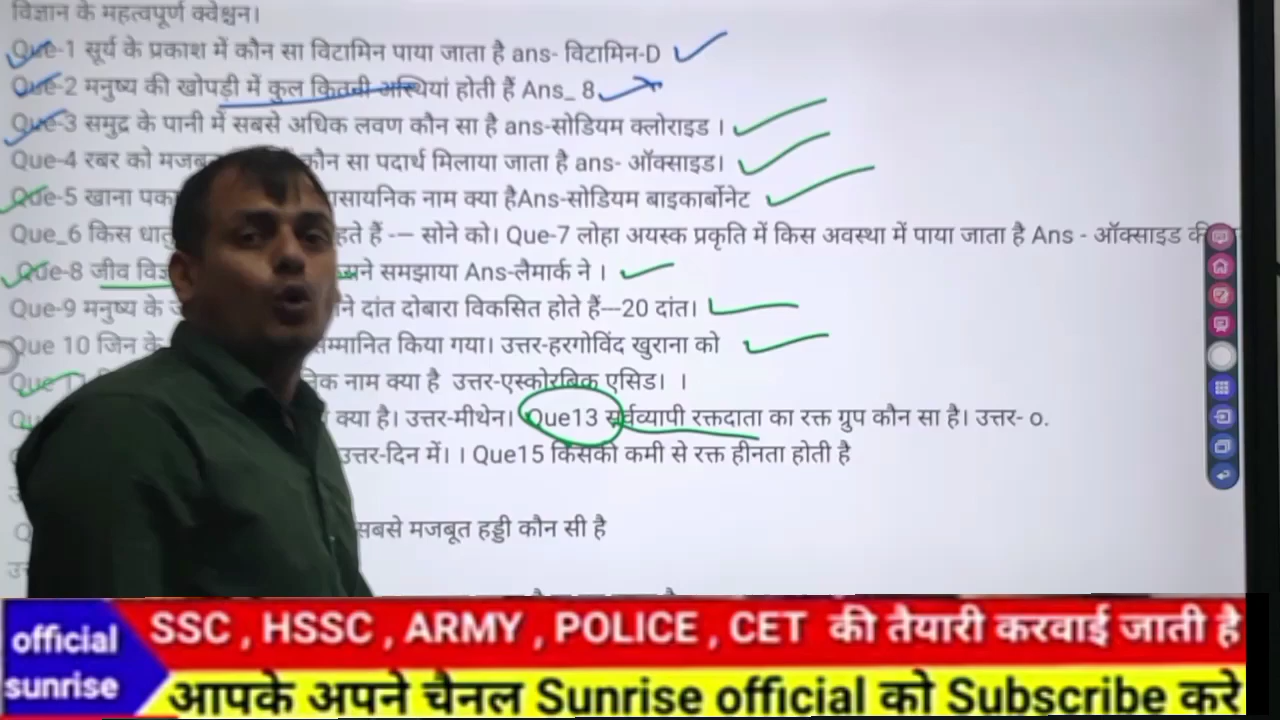 विज्ञान के महत्वपूर्ण क्वेश्चन।
Que-1 सूर्य के प्रकाश में कौन सा विटामिन पाया जाता है ans- विटामिन-D
Que-2 मनुष्य की खोपड़ी में कुल कितनी अस्थियां होती हैं Ans_ 8
Que-3 समुद्र के पानी में सबसे अधिक लवण कौन सा है ans-सोडियम क्लोराइड ।
Que-4 रबर को कौन सा पदार्थ मिलाया जाता है ans- ऑक्साइड।
Que-5 खाना नाम क्या हैAns-सोडियम बाइकार्बोनेट
Que_6 किस हैं -– सोने को। Que-7 लोहा अयस्क प्रकृति में किस अवस्था में पाया जाता है Ans - ऑक्साइड की
Que-8 जीव समझाया Ans-लैमार्क ने ।
Que-9 मनुष्य के दांत दोबारा विकसित होते हैं–-20 दांत।
Que 10 जिन के किया गया। उत्तर-हरगोविंद खुराना को
Que नाम क्या है उत्तर-एस्कोरबिक एसिड। ।
क्या है। उत्तर-मीथेन। Que13 सर्वव्यापी रक्तदाता का रक्त ग्रुप कौन सा है। उत्तर- o.
उत्तर-दिन में। । Que15 किसकी कमी से रक्त हीनता होती है
सबसे मजबूत हड्डी कौन सी है
official sunrise
SSC , HSSC , ARMY , POLICE , CET की तैयारी करवाई जाती है
आपके अपने चैनल Sunrise official को Subscribe करे